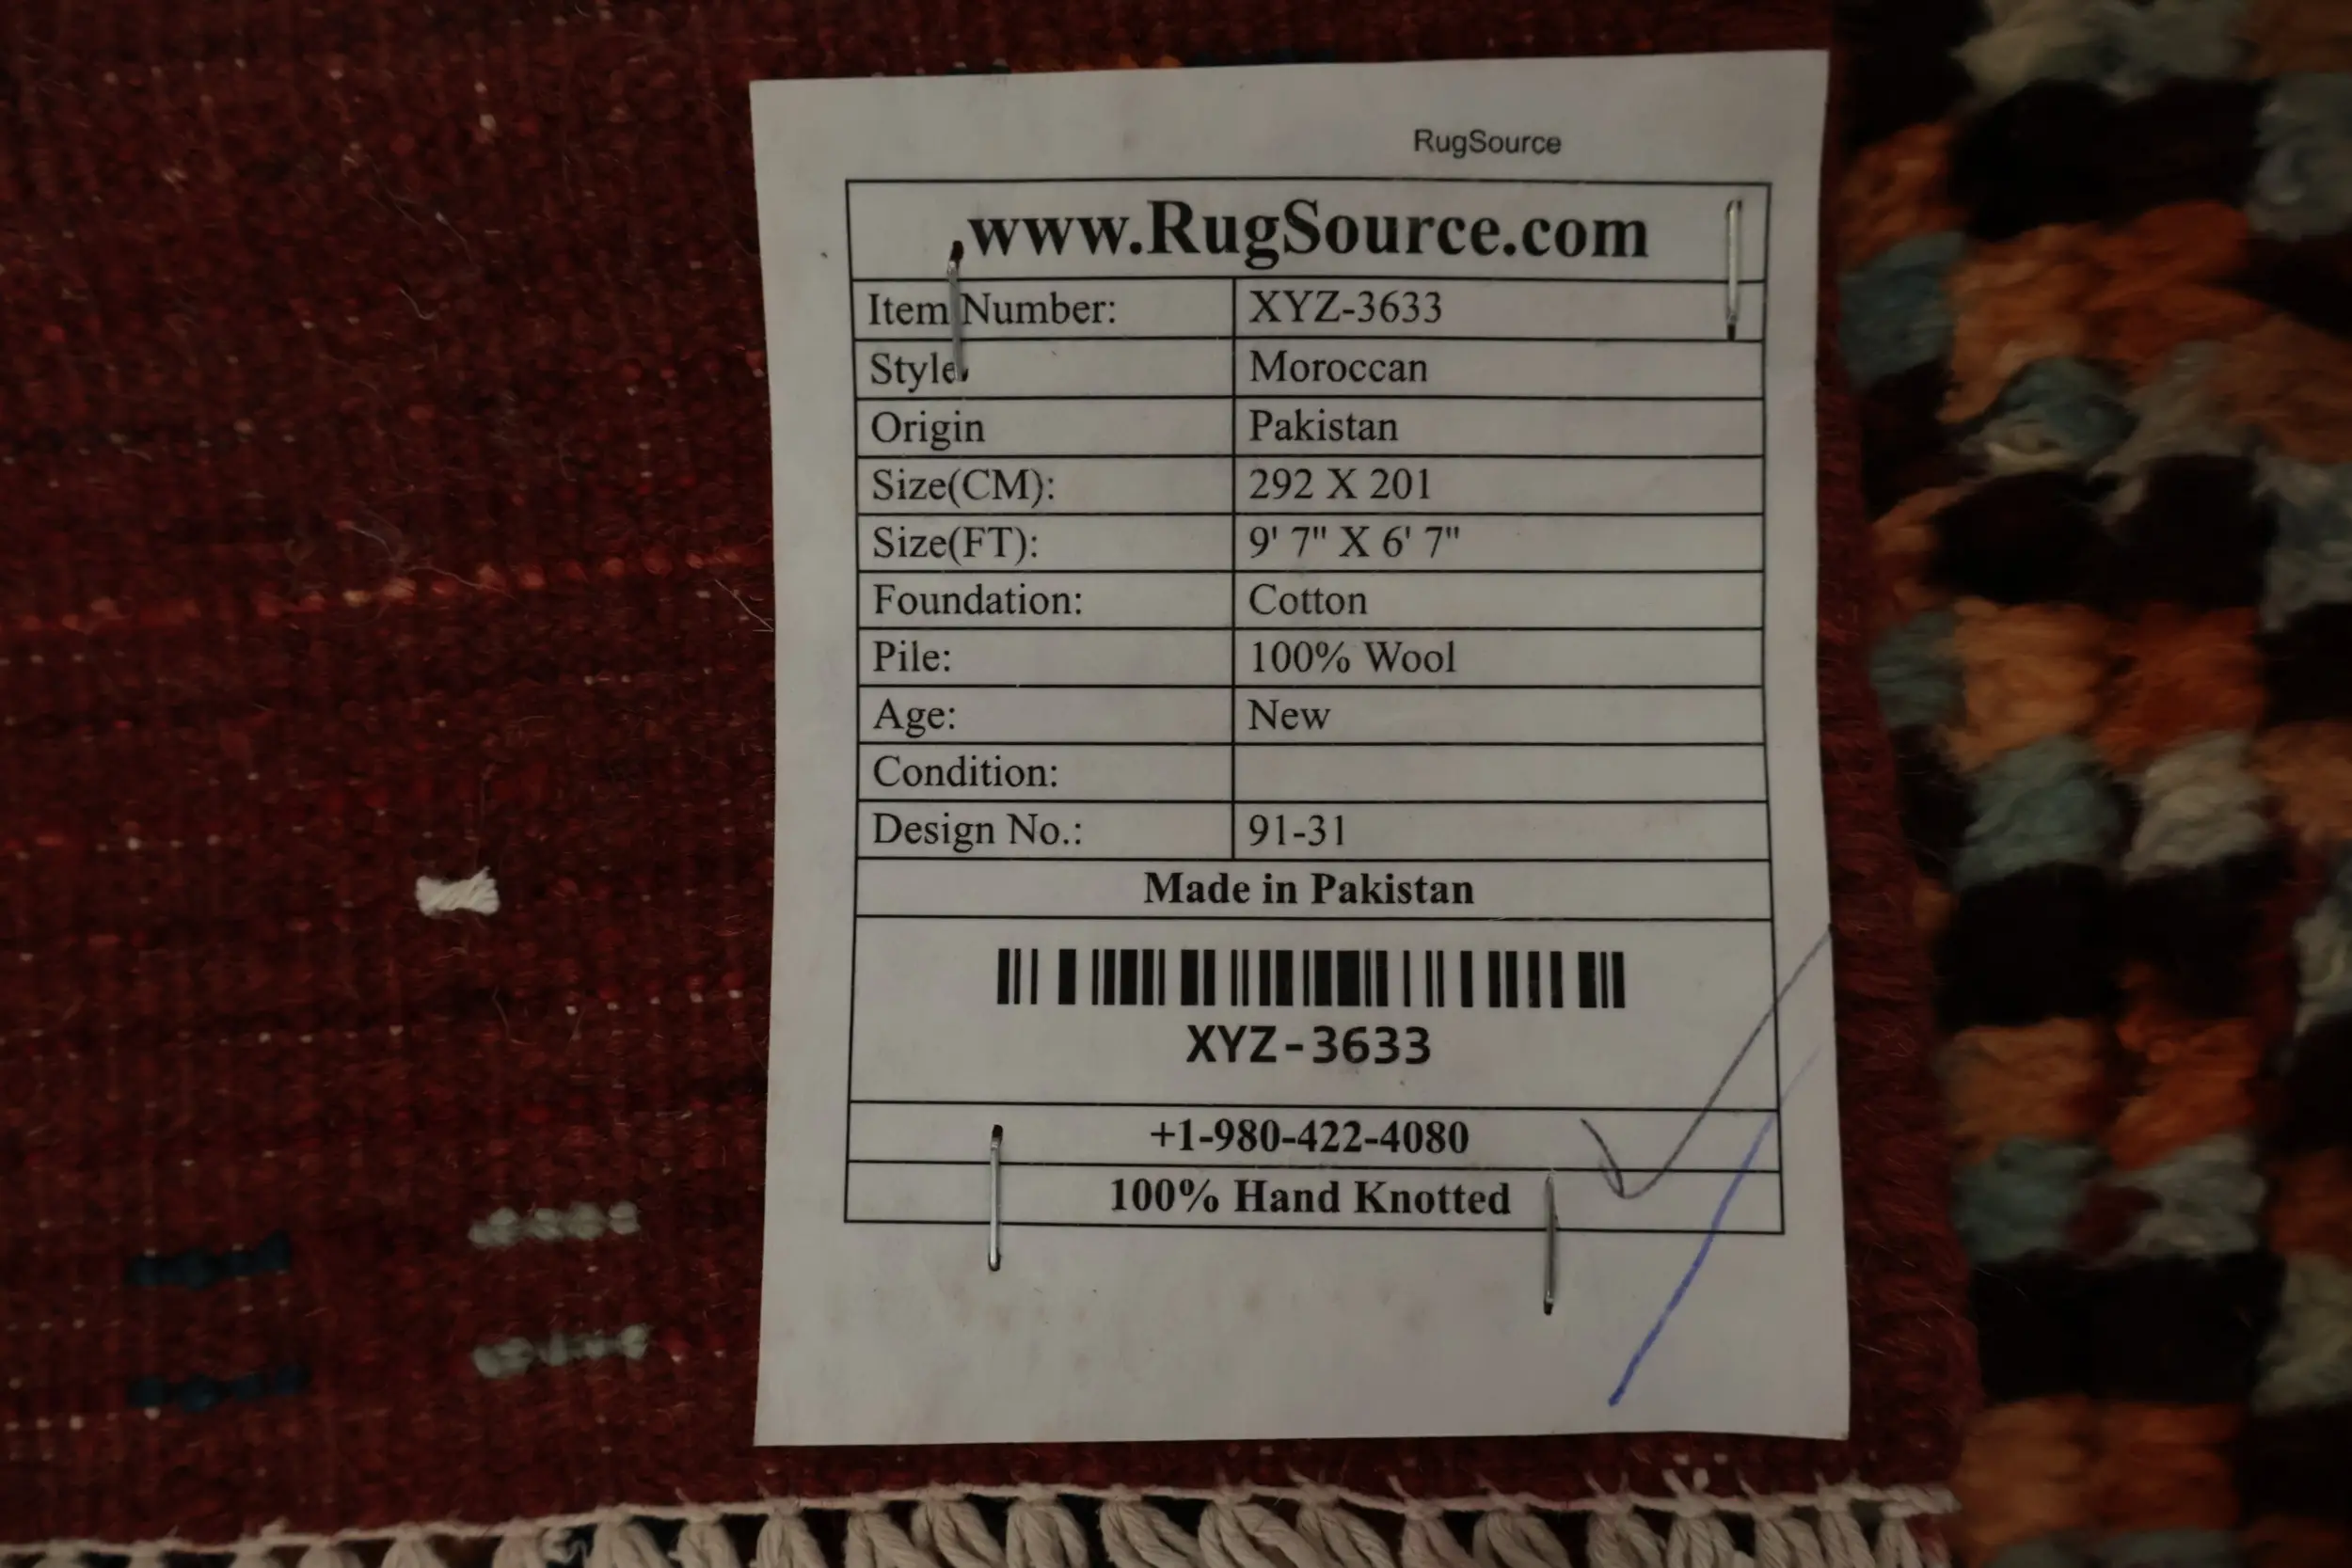 RugSource
www.RugSource.com
Item Number: XYZ-3633
Style Moroccan
Origin Pakistan
Size(CM): 292 X 201
Size(FT): 9' 7" X 6' 7"
Foundation: Cotton
Pile: 100% Wool
Age: New
Condition:
Design No.: 91-31
Made in Pakistan
XYZ-3633
+1-980-422-4080
100% Hand Knotted